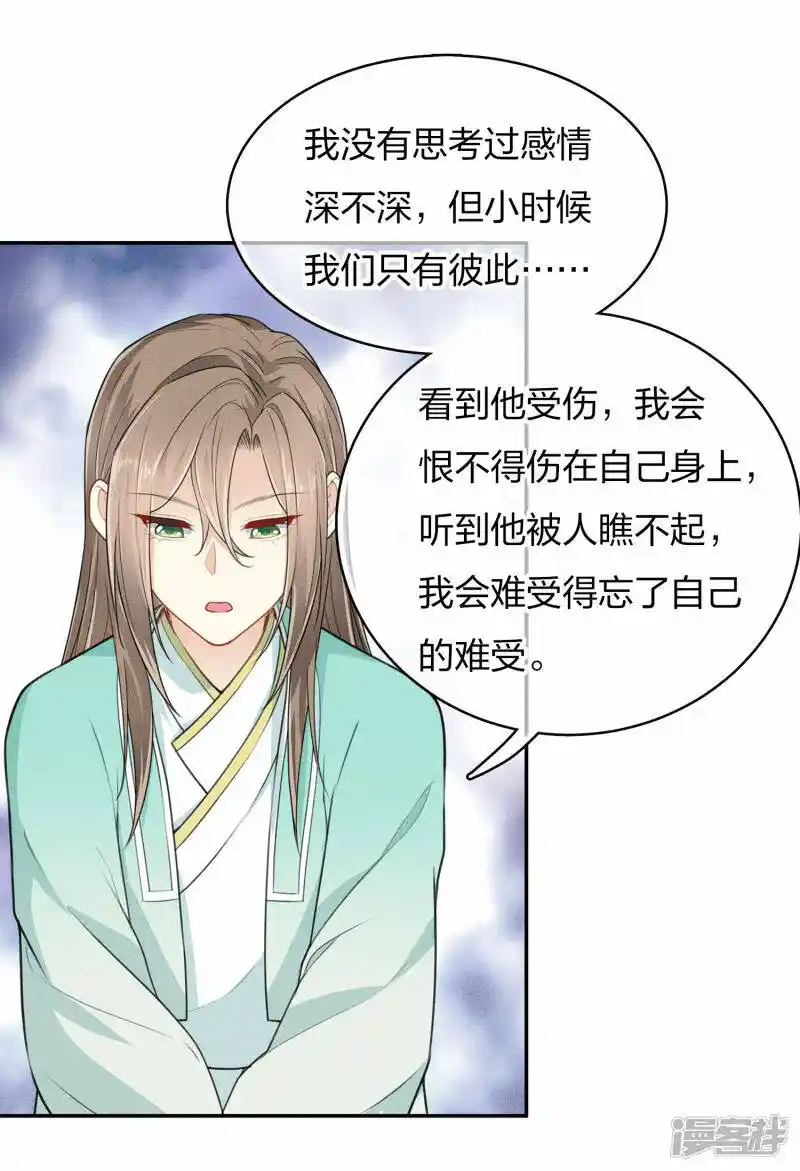 我没有思考过感情
深不深，但小时候
我们只有彼此……
看到他受伤，我会
恨不得伤在自己身上，
听到他被人瞧不起，
我会难受得忘了自己
的难受。
漫客栈